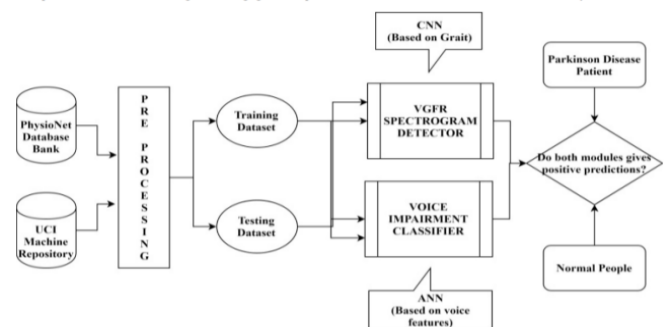 CNN
(Based on Grait)
Parkinson Disease
Patient
PhysioNet
Database
Bank
P
R
E
P
R
O
C
E
S
S
I
N
G
Training
Dataset
VGFR
SPECTROGRAM
DETECTOR
Do both modules gives
positive predictions?
UCI
Machine
Repository
Testing
Dataset
VOICE
IMPAIRMENT
CLASSIFIER
Normal People
ANN
(Based on voice
features)